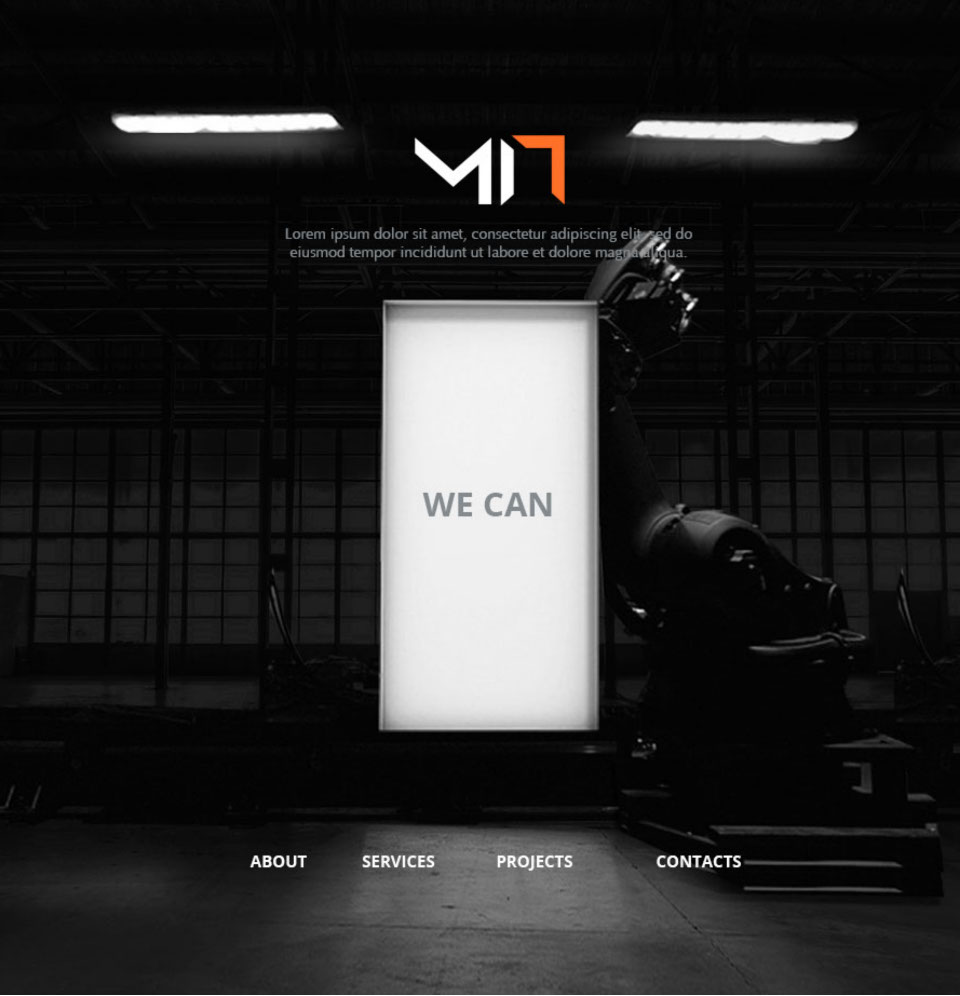 Lorem ipsum dolor sit amet, consectetur adipiscing elit, sed do
eiusmod tempor incididunt ut labore et dolore magna aliqua.
WE CAN
ABOUT SERVICES PROJECTS CONTACTS